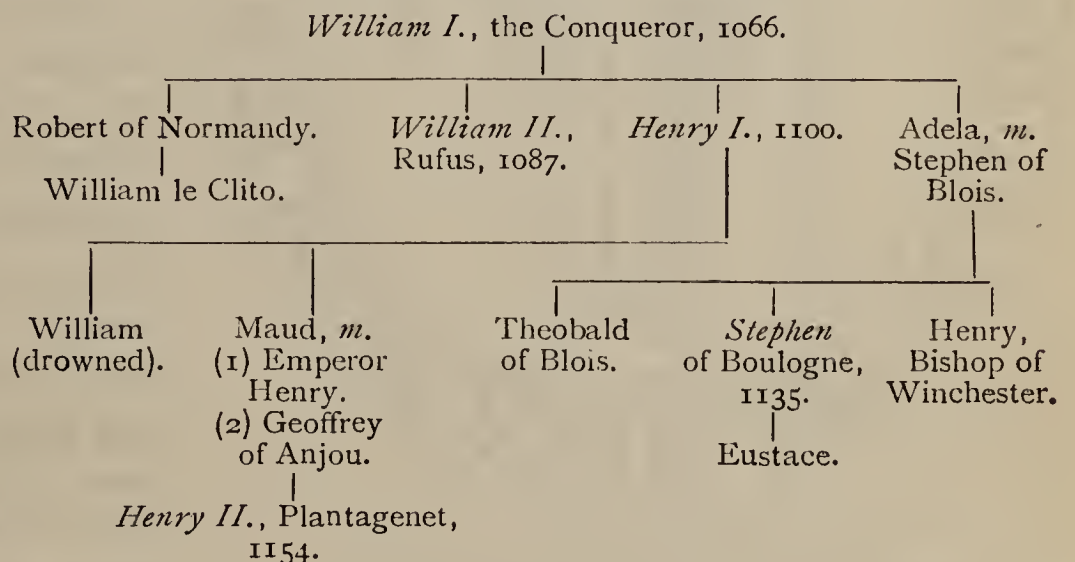 William I., the Conqueror, 1066.
Robert of Normandy.
William le Clito.
William II.,
Rufus, 1087.
Henry I., 1100.
Adela, m.
Stephen of
Blois.
William
(drowned).
Maud, m.
(1) Emperor
Henry.
(2) Geoffrey
of Anjou.
Henry II., Plantagenet,
1154.
Theobald
of Blois.
Stephen
of Boulogne,
1135.
Eustace.
Henry,
Bishop of
Winchester.